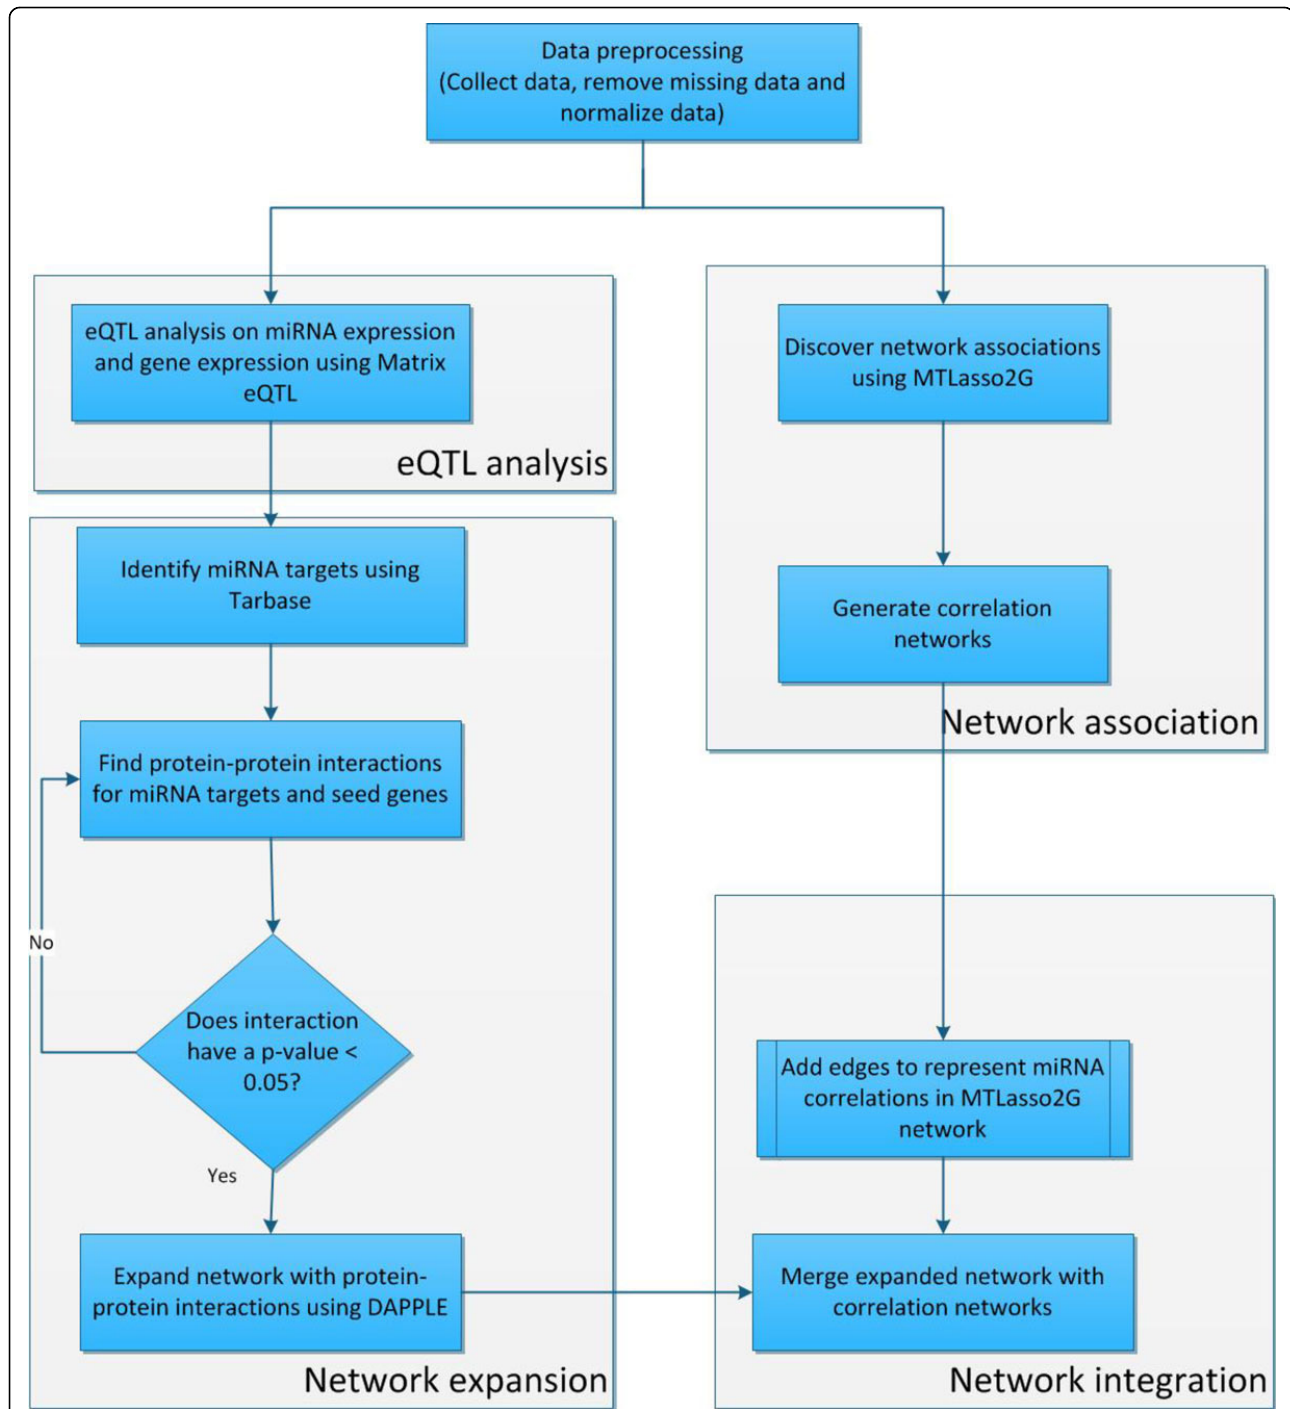 Data preprocessing
(Collect data, remove missing data and
normalize data)
eQTL analysis on miRNA expression
and gene expression using Matrix
eQTL
eQTL analysis
Identify miRNA targets using
Tarbase
Find protein-protein interactions
for miRNA targets and seed genes
No
Does interaction
have a p-value <
0.05?
Yes
Expand network with protein-
protein interactions using DAPPLE
Network expansion
Discover network associations
using MTLasso2G
Generate correlation
networks
Network association
Add edges to represent miRNA
correlations in MTLasso2G
network
Merge expanded network with
correlation networks
Network integration